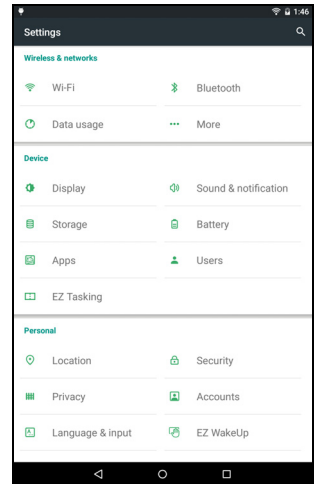 1:46
Settings
Wireless & networks
Wi-Fi Bluetooth
Data usage More
Device
Display Sound & notification
Storage Battery
Apps Users
EZ Tasking
Personal
Location Security
Privacy Accounts
Language & input EZ WakeUp